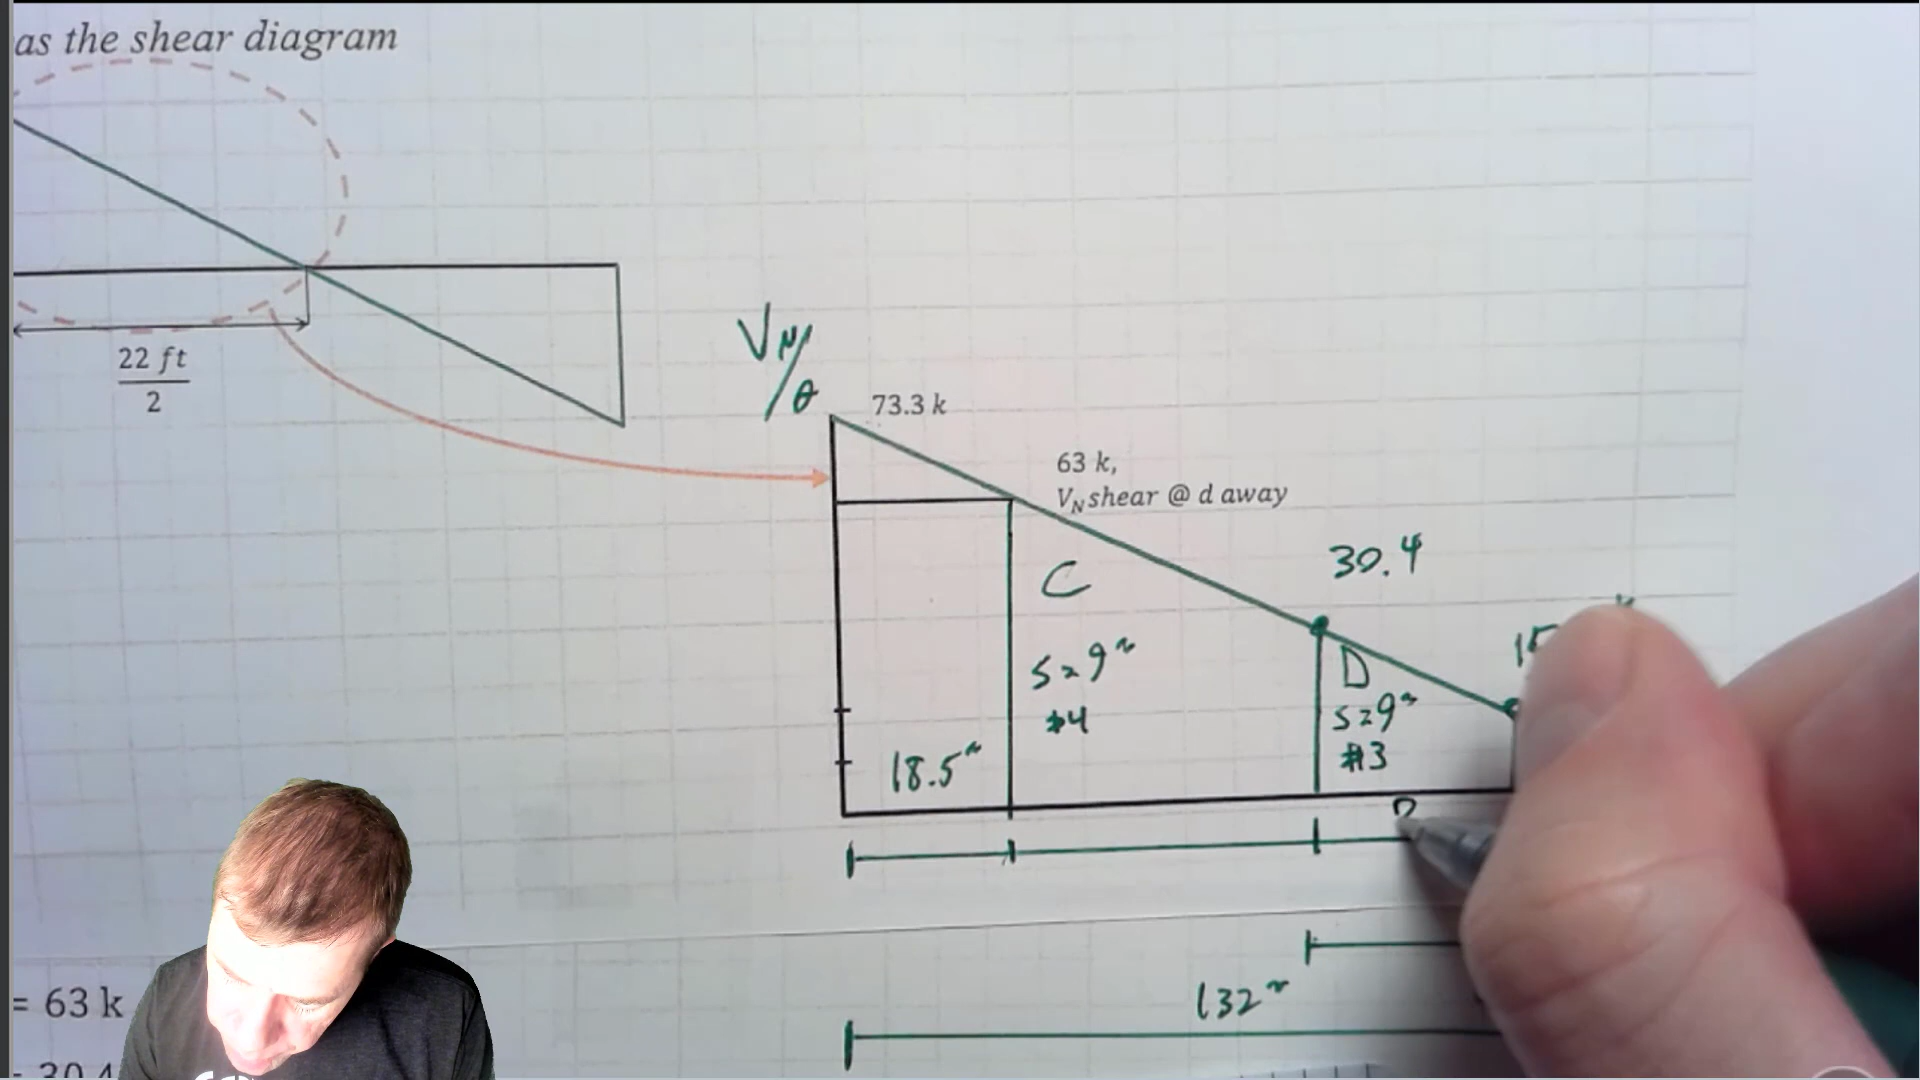 as the shear diagram
22 ft
2
VN/θ
73.3 k
63 k,
VN shear @ d away
30.4
C
D
S=9"
S=9"
#4
#3
18.5"
132"
= 63 k